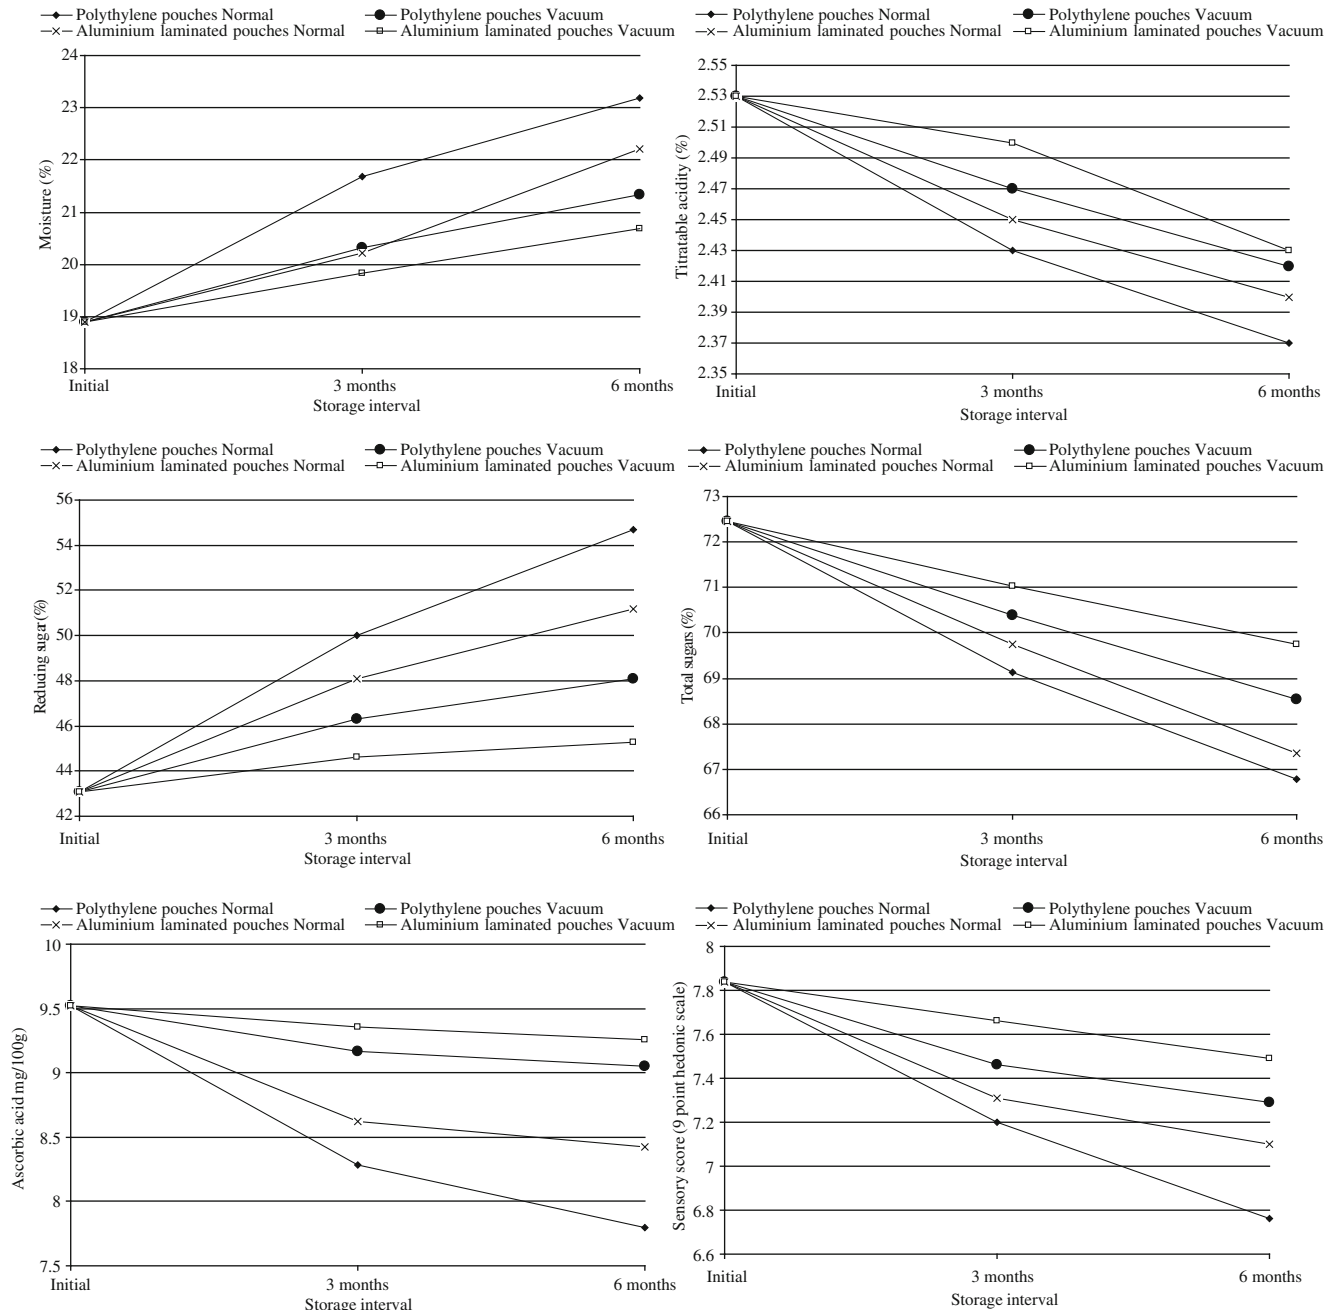 Polythylene pouches Normal Polythylene pouches Vacuum
Aluminium laminated pouches Normal Aluminium laminated pouches Vacuum
24
23
22
21
20
19
18
Moisture (%)
Initial 3 months 6 months
Storage interval
Polythylene pouches Normal Polythylene pouches Vacuum
Aluminium laminated pouches Normal Aluminium laminated pouches Vacuum
2.55
2.53
2.51
2.49
2.47
2.45
2.43
2.41
2.39
2.37
2.35
Titratable acidity (%)
Initial 3 months 6 months
Storage interval
Polythylene pouches Normal Polythylene pouches Vacuum
Aluminium laminated pouches Normal Aluminium laminated pouches Vacuum
56
54
52
50
48
46
44
42
Reducing sugar(%)
Initial 3 months 6 months
Storage interval
Polythylene pouches Normal Polythylene pouches Vacuum
Aluminium laminated pouches Normal Aluminium laminated pouches Vacuum
73
72
71
70
69
68
67
66
Total sugars (%)
Initial 3 months 6 months
Storage interval
Polythylene pouches Normal Polythylene pouches Vacuum
Aluminium laminated pouches Normal Aluminium laminated pouches Vacuum
10
9.5
9
8.5
8
7.5
Ascorbic acid mg/100g
Initial 3 months 6 months
Storage interval
Polythylene pouches Normal Polythylene pouches Vacuum
Aluminium laminated pouches Normal Aluminium laminated pouches Vacuum
8
7.8
7.6
7.4
7.2
7
6.8
6.6
Sensory score (9 point hedonic scale)
Initial 3 months 6 months
Storage interval